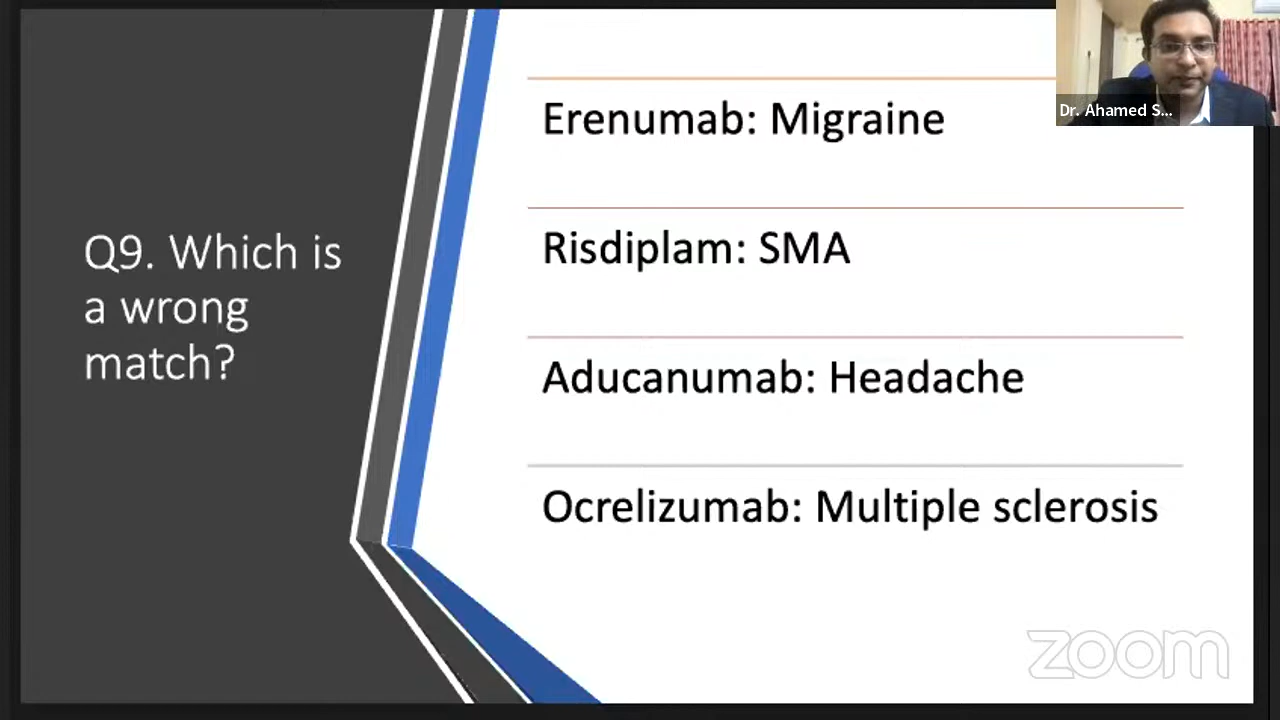 Q9. Which is
a wrong
match?
Erenumab: Migraine
Risdiplam: SMA
Aducanumab: Headache
Ocrelizumab: Multiple sclerosis
Dr. Ahamed S...
zoom